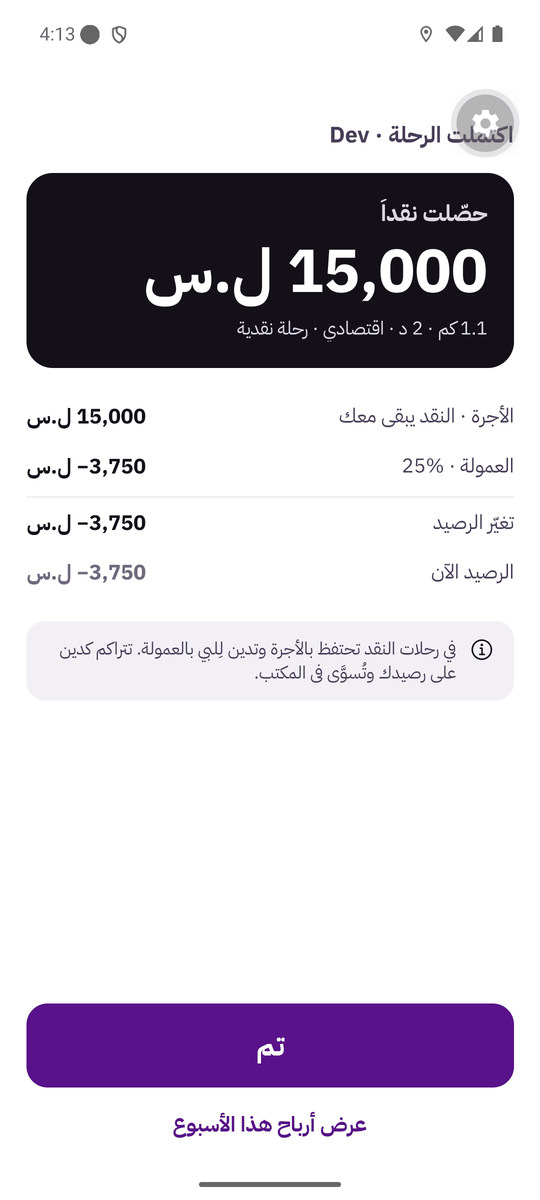 4:13
اكتملت الرحلة · Dev
حصّلت نقداً
15,000 ل.س
1.1 كم · 2 د · اقتصادي · رحلة نقدية
الأجرة · النقد يبقى معك
15,000 ل.س
العمولة · 25%
−3,750 ل.س
تغيّر الرصيد
−3,750 ل.س
الرصيد الآن
−3,750 ل.س
في رحلات النقد تحتفظ بالأجرة وتدين لِلبي بالعمولة. تتراكم كدين
على رصيدك وتُسوَّى في المكتب.
تم
عرض أرباح هذا الأسبوع